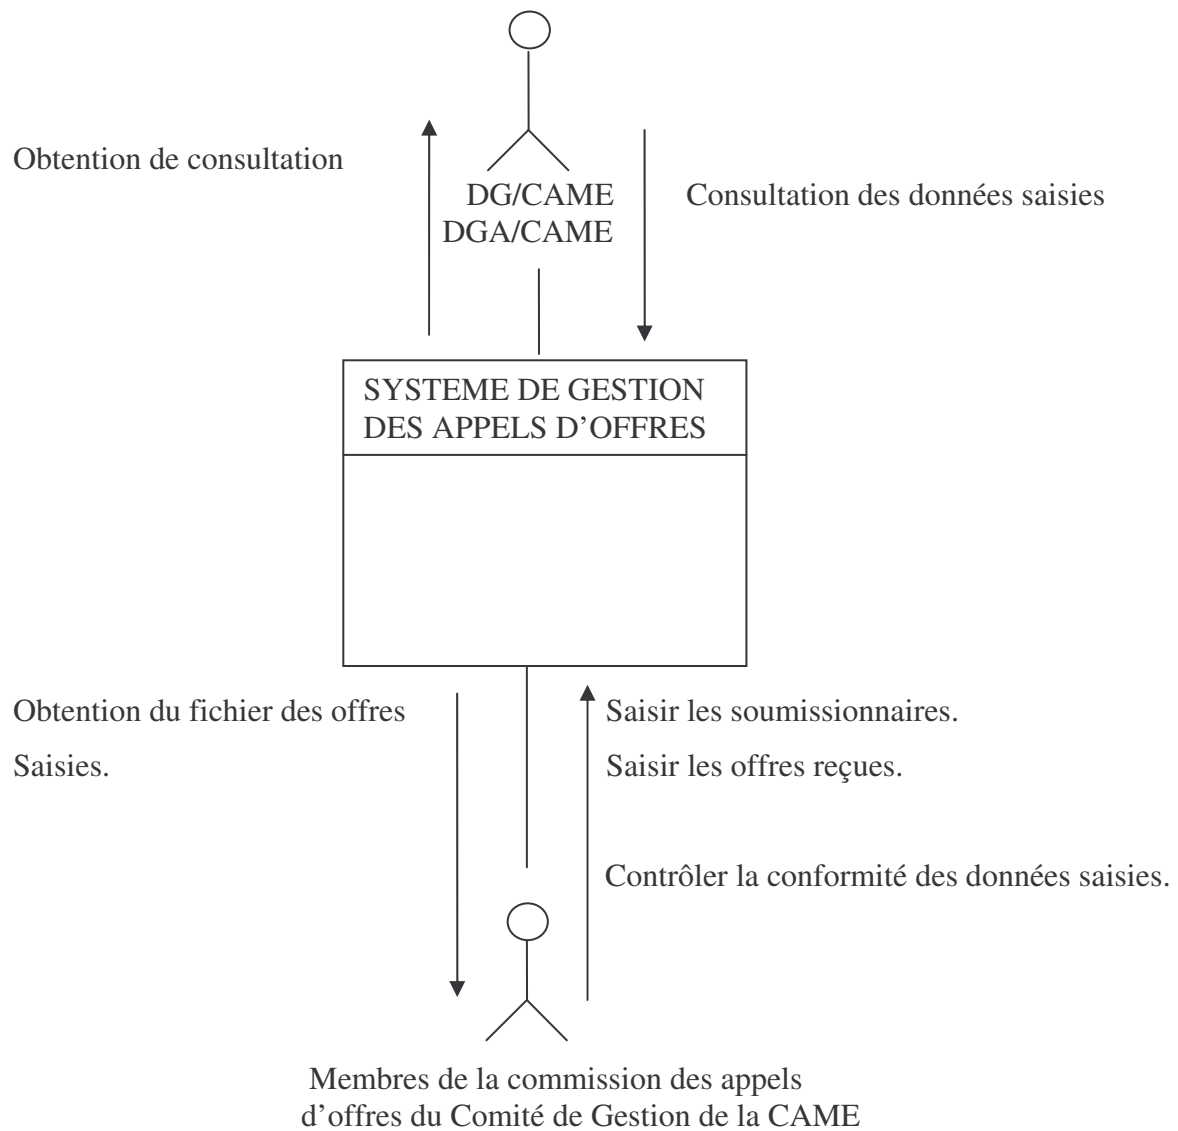 Obtention de consultation
DG/CAME
DGA/CAME
Consultation des données saisies
SYSTEME DE GESTION
DES APPELS D’OFFRES
Obtention du fichier des offres
Saisies.
Saisir les soumissionnaires.
Saisir les offres reçues.
Contrôler la conformité des données saisies.
Membres de la commission des appels
d’offres du Comité de Gestion de la CAME